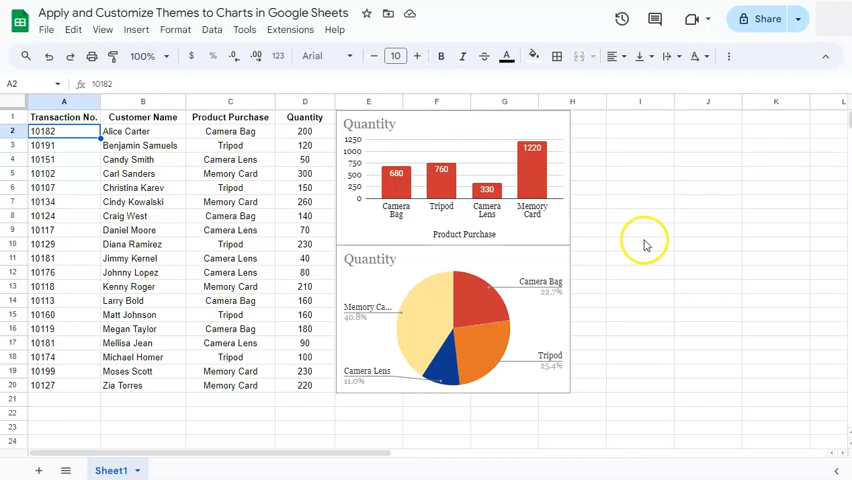 Apply and Customize Themes to Charts in Google Sheets
File Edit View Insert Format Data Tools Extensions Help
Share
100% $ % .0 .00 123 Arial 10 B I A
A2 10182
A B C D E F G H I J K L
1 Transaction No. Customer Name Product Purchase Quantity
2 10182 Alice Carter Camera Bag 200
3 10191 Benjamin Samuels Tripod 120
4 10151 Candy Smith Camera Lens 50
5 10102 Carl Sanders Memory Card 300
6 10107 Christina Karev Tripod 150
7 10134 Cindy Kowalski Memory Card 260
8 10124 Craig West Camera Bag 140
9 10117 Daniel Moore Camera Lens 70
10 10129 Diana Ramirez Tripod 230
11 10181 Jimmy Kernel Camera Lens 40
12 10176 Johnny Lopez Camera Lens 80
13 10118 Kenny Roger Memory Card 210
14 10113 Larry Bold Camera Bag 160
15 10160 Matt Johnson Tripod 160
16 10119 Megan Taylor Camera Bag 180
17 10181 Mellisa Jean Camera Lens 90
18 10174 Michael Homer Tripod 100
19 10199 Moses Scott Memory Card 230
20 10127 Zia Torres Memory Card 220
21
22
23
24
Quantity
1250
1000
750
500
250
0
680 760 330 1220
Camera Bag
Tripod
Camera Lens
Memory Card
Product Purchase
Quantity
Camera Bag
22.7%
Memory Ca...
40.8%
Tripod
25.4%
Camera Lens
11.0%
Sheet1